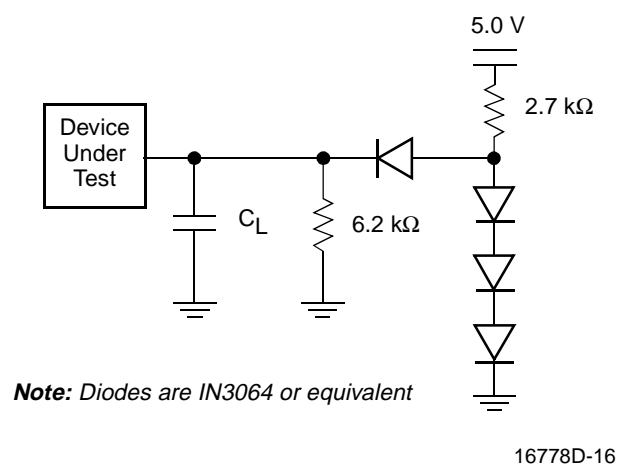 5.0 V
2.7 kΩ
Device
Under
Test
CL
6.2 kΩ
Note: Diodes are IN3064 or equivalent
16778D-16